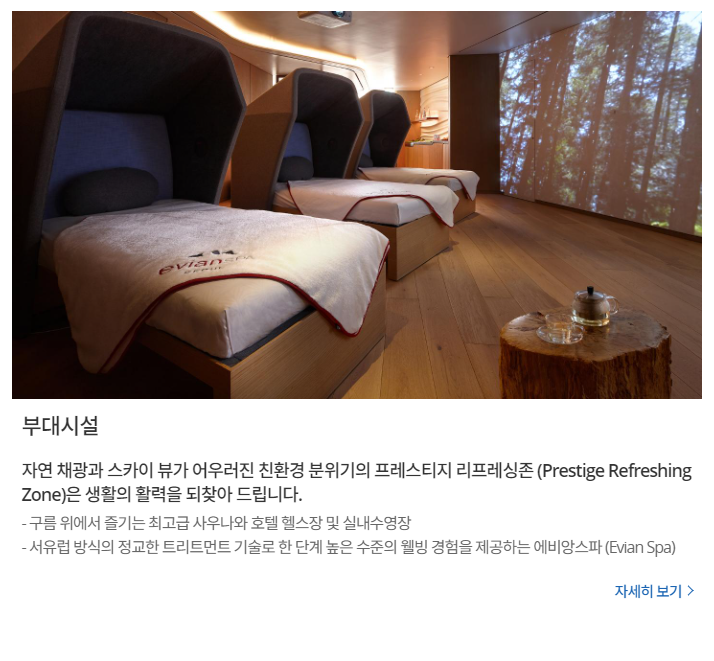 evian SPA
SEOUL
부대시설
자연 채광과 스카이 뷰가 어우러진 친환경 분위기의 프레스티지 리프레싱존 (Prestige Refreshing
Zone)은 생활의 활력을 되찾아 드립니다.
- 구름 위에서 즐기는 최고급 사우나와 호텔 헬스장 및 실내수영장
- 서유럽 방식의 정교한 트리트먼트 기술로 한 단계 높은 수준의 웰빙 경험을 제공하는 에비앙스파 (Evian Spa)
자세히 보기 >